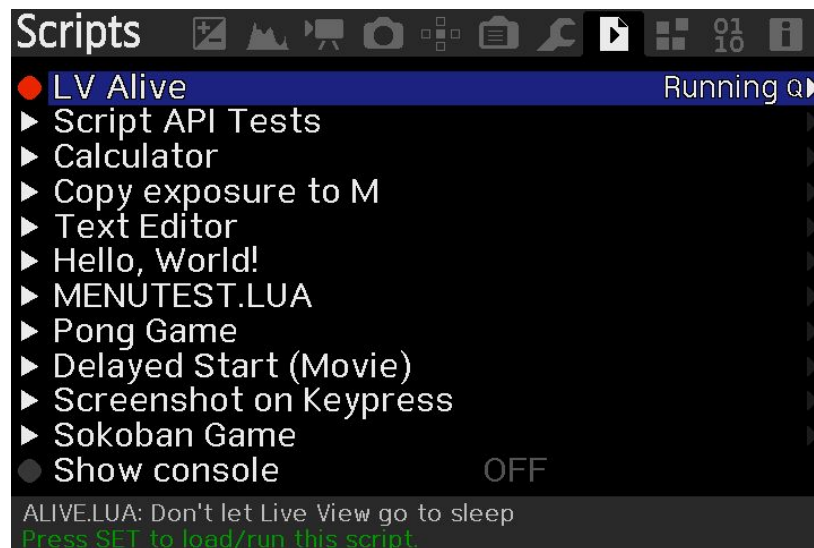 Scripts
01
10
LV Alive Running Q
Script API Tests
Calculator
Copy exposure to M
Text Editor
Hello, World!
MENUTEST.LUA
Pong Game
Delayed Start (Movie)
Screenshot on Keypress
Sokoban Game
Show console OFF
ALIVE.LUA: Don't let Live View go to sleep
Press SET to load/run this script.